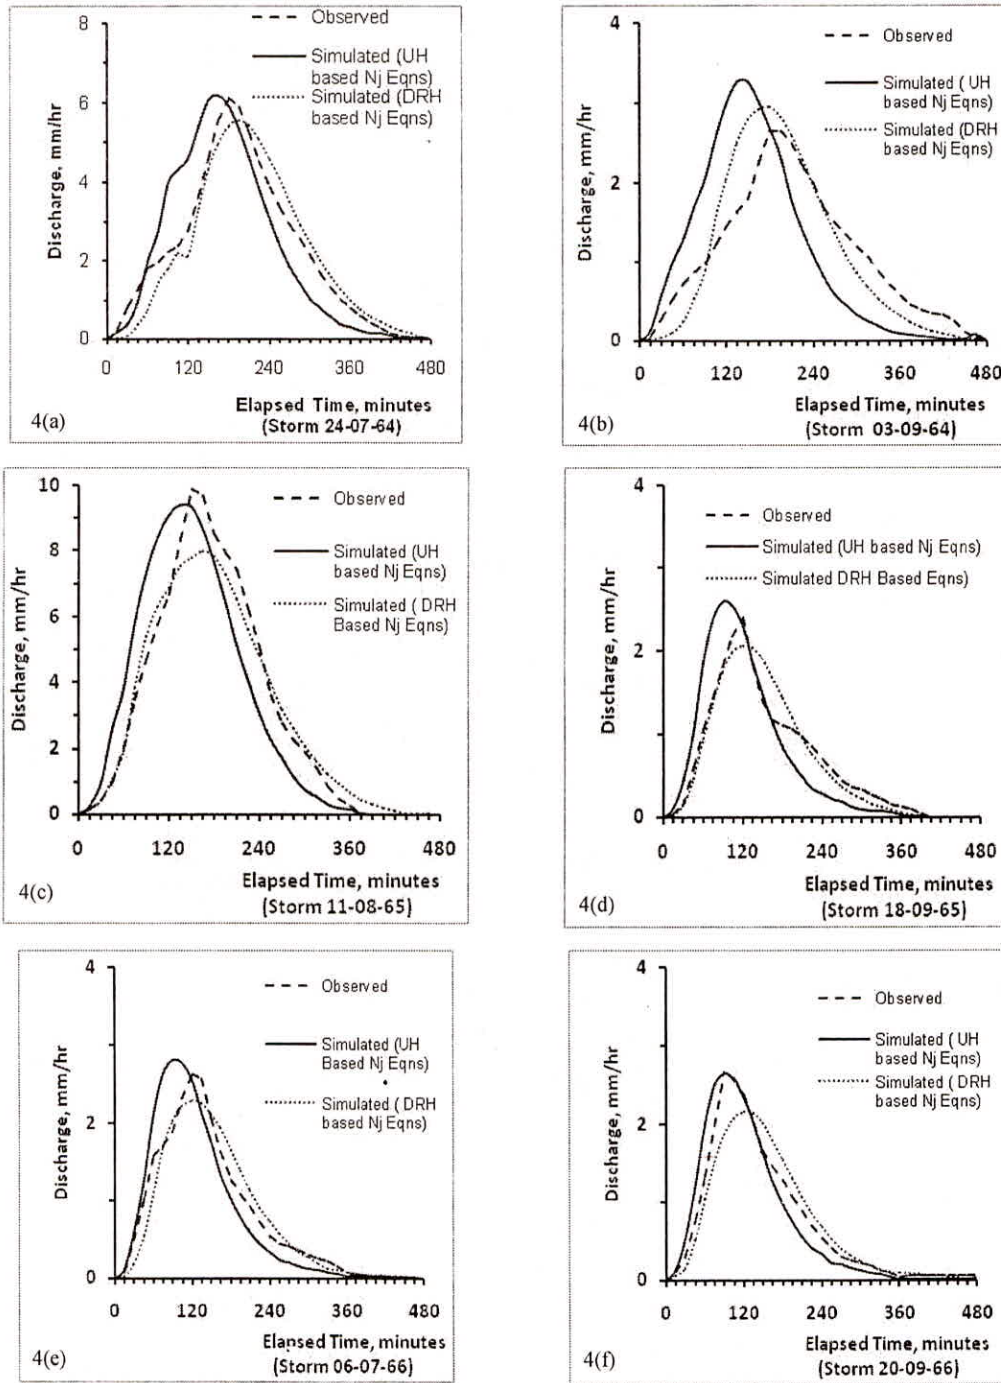 8
6
4
2
0
0 120 240 360 480
Discharge, mm/hr
Observed
Simulated (UH
based Nj Eqns)
Simulated (DRH
based Nj Eqns)
Elapsed Time, minutes
(Storm 24-07-64)
4(a)
4
2
0
0 120 240 360 480
Discharge, mm/hr
Observed
Simulated ( UH
based Nj Eqns)
Simulated (DRH
based Nj Eqns)
Elapsed Time, minutes
(Storm 03-09-64)
4(b)
10
8
6
4
2
0
0 120 240 360 480
Discharge, mm/hr
Observed
Simulated (UH
based Nj Eqns)
Simulated ( DRH
Based Nj Eqns)
Elapsed Time, minutes
(Storm 11-08-65)
4(c)
4
2
0
0 120 240 360 480
Discharge, mm/hr
Observed
Simulated (UH based Nj Eqns)
Simulated DRH Based Eqns)
Elapsed Time, minutes
(Storm 18-09-65)
4(d)
4
2
0
0 120 240 360 480
Discharge, mm/hr
Observed
Simulated (UH
Based Nj Eqns)
Simulated ( DRH
based Nj Eqns)
Elapsed Time, minutes
(Storm 06-07-66)
4(e)
4
2
0
0 120 240 360 480
Discharge, mm/hr
Observed
Simulated ( UH
based Nj Eqns)
Simulated ( DRH
based Nj Eqns)
Elapsed Time, minutes
(Storm 20-09-66)
4(f)